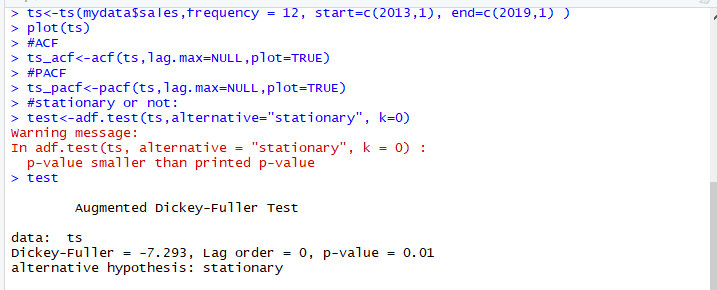 > ts<-ts(mydata$sales,frequency = 12, start=c(2013,1), end=c(2019,1) )
> plot(ts)
> #ACF
> ts_acf<-acf(ts,lag.max=NULL,plot=TRUE)
> #PACF
> ts_pacf<-pacf(ts,lag.max=NULL,plot=TRUE)
> #stationary or not:
> test<-adf.test(ts,alternative="stationary", k=0)
Warning message:
In adf.test(ts, alternative = "stationary", k = 0) :
  p-value smaller than printed p-value
> test

        Augmented Dickey-Fuller Test

data:  ts
Dickey-Fuller = -7.293, Lag order = 0, p-value = 0.01
alternative hypothesis: stationary